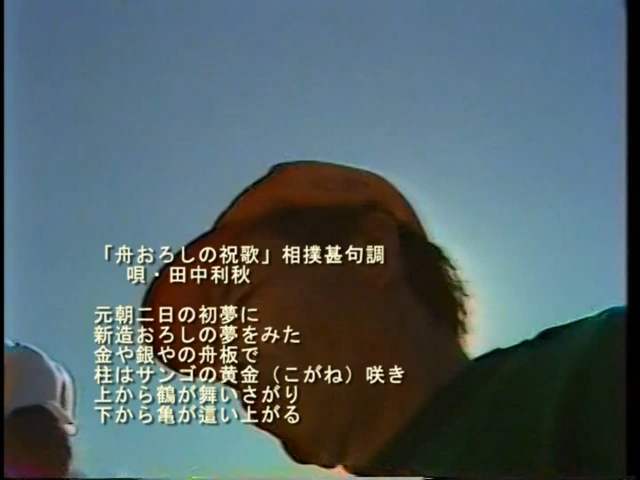 「舟おろしの祝歌」相撲甚句調
唄・田中利秋
元朝二日の初夢に
新造おろしの夢をみた
金や銀やの舟板で
柱はサンゴの黄金（こがね）咲き
上から鶴が舞いさがり
下から亀が這い上がる